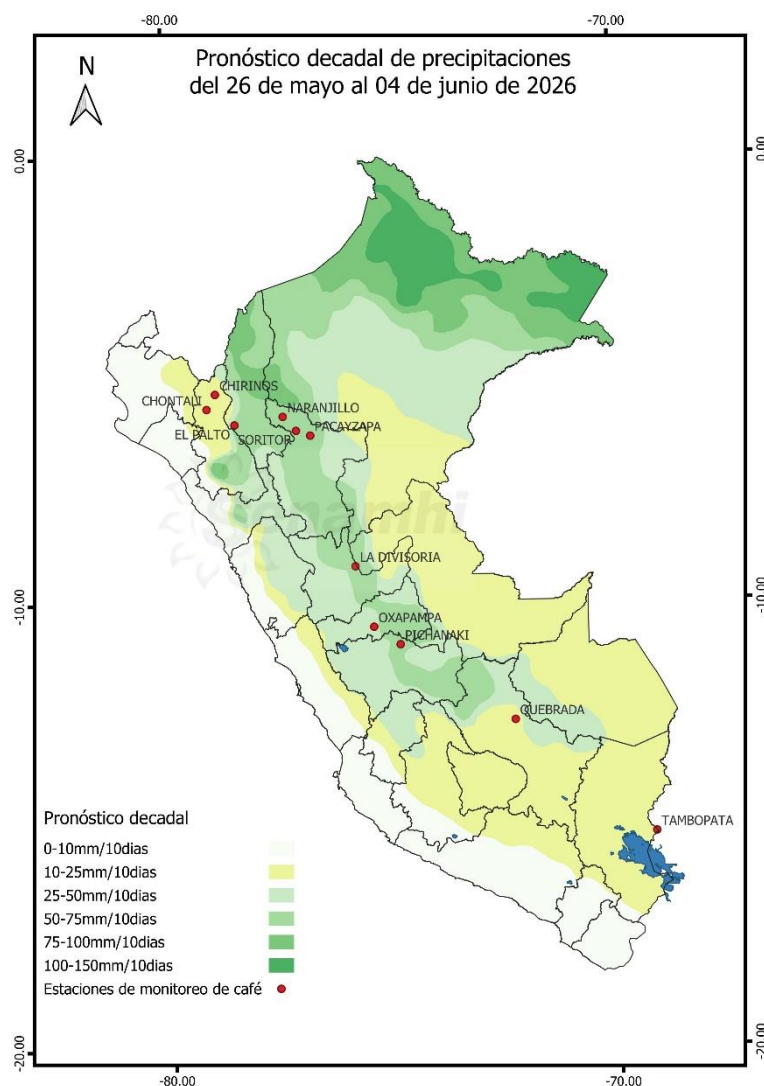 -80.00
-70.00
Pronóstico decadal de precipitaciones
del 26 de mayo al 04 de junio de 2026
N
0.00
0.00
CHIRINOS
CHONTALI
NARANJILLO
EL PALTO
SORITOR
PACAYZAPA
Senamhi
LA DIVISORIA
-10.00
-10.00
OXAPAMPA
PICHANAKI
QUEBRADA
TAMBOPATA
Pronóstico decadal
0-10mm/10dias
10-25mm/10dias
25-50mm/10dias
50-75mm/10dias
75-100mm/10dias
100-150mm/10dias
Estaciones de monitoreo de café
-20.00
-20.00
-80.00
-70.00